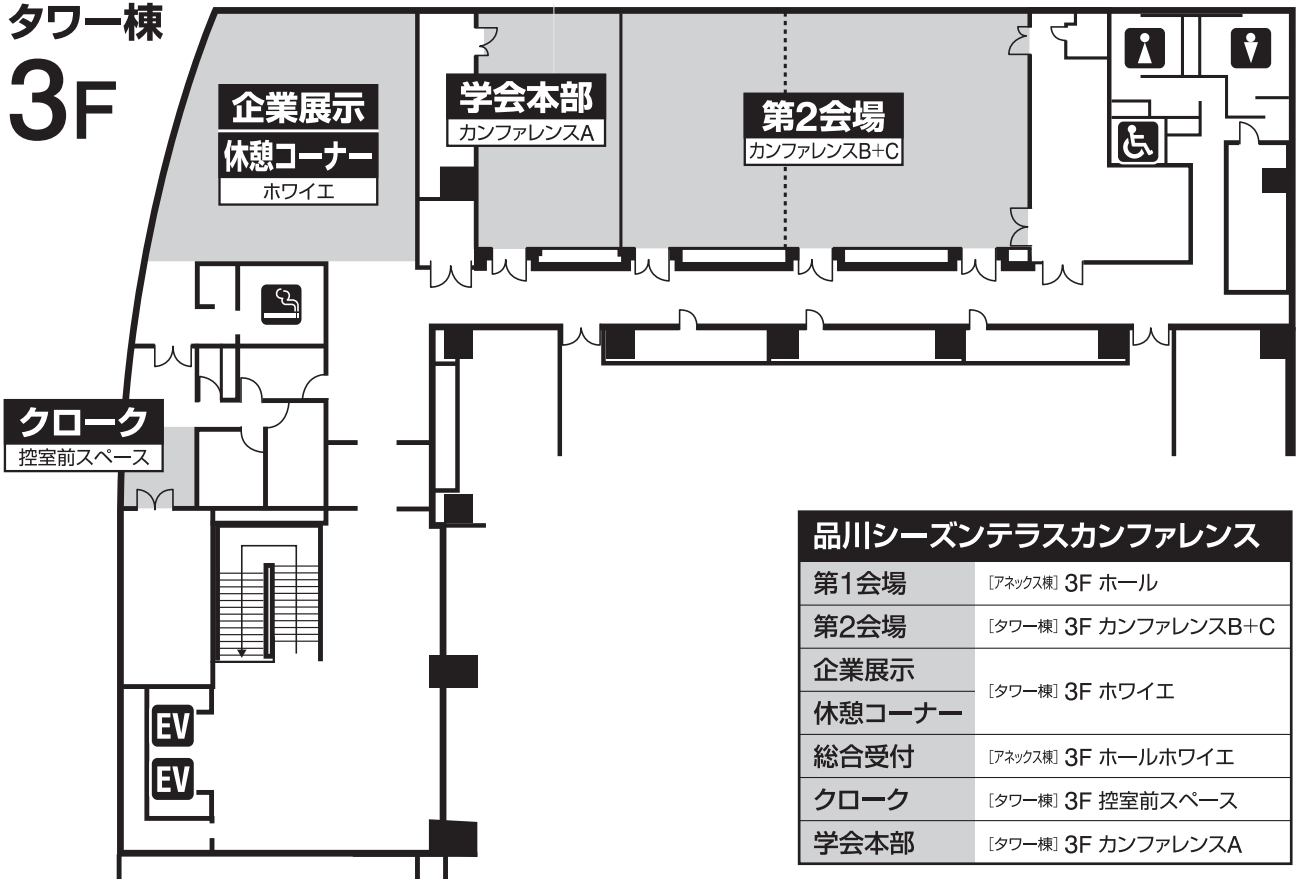 タワー棟
3F
企業展示
休憩コーナー
ホワイエ
学会本部
カンファレンスA
第2会場
カンファレンスB+C
クローク
控室前スペース
EV
EV
品川シーズンテラスカンファレンス
第1会場 [アネックス棟] 3F ホール
第2会場 [タワー棟] 3F カンファレンスB+C
企業展示
休憩コーナー
[タワー棟] 3F ホワイエ
総合受付 [アネックス棟] 3F ホールホワイエ
クローク [タワー棟] 3F 控室前スペース
学会本部 [タワー棟] 3F カンファレンスA